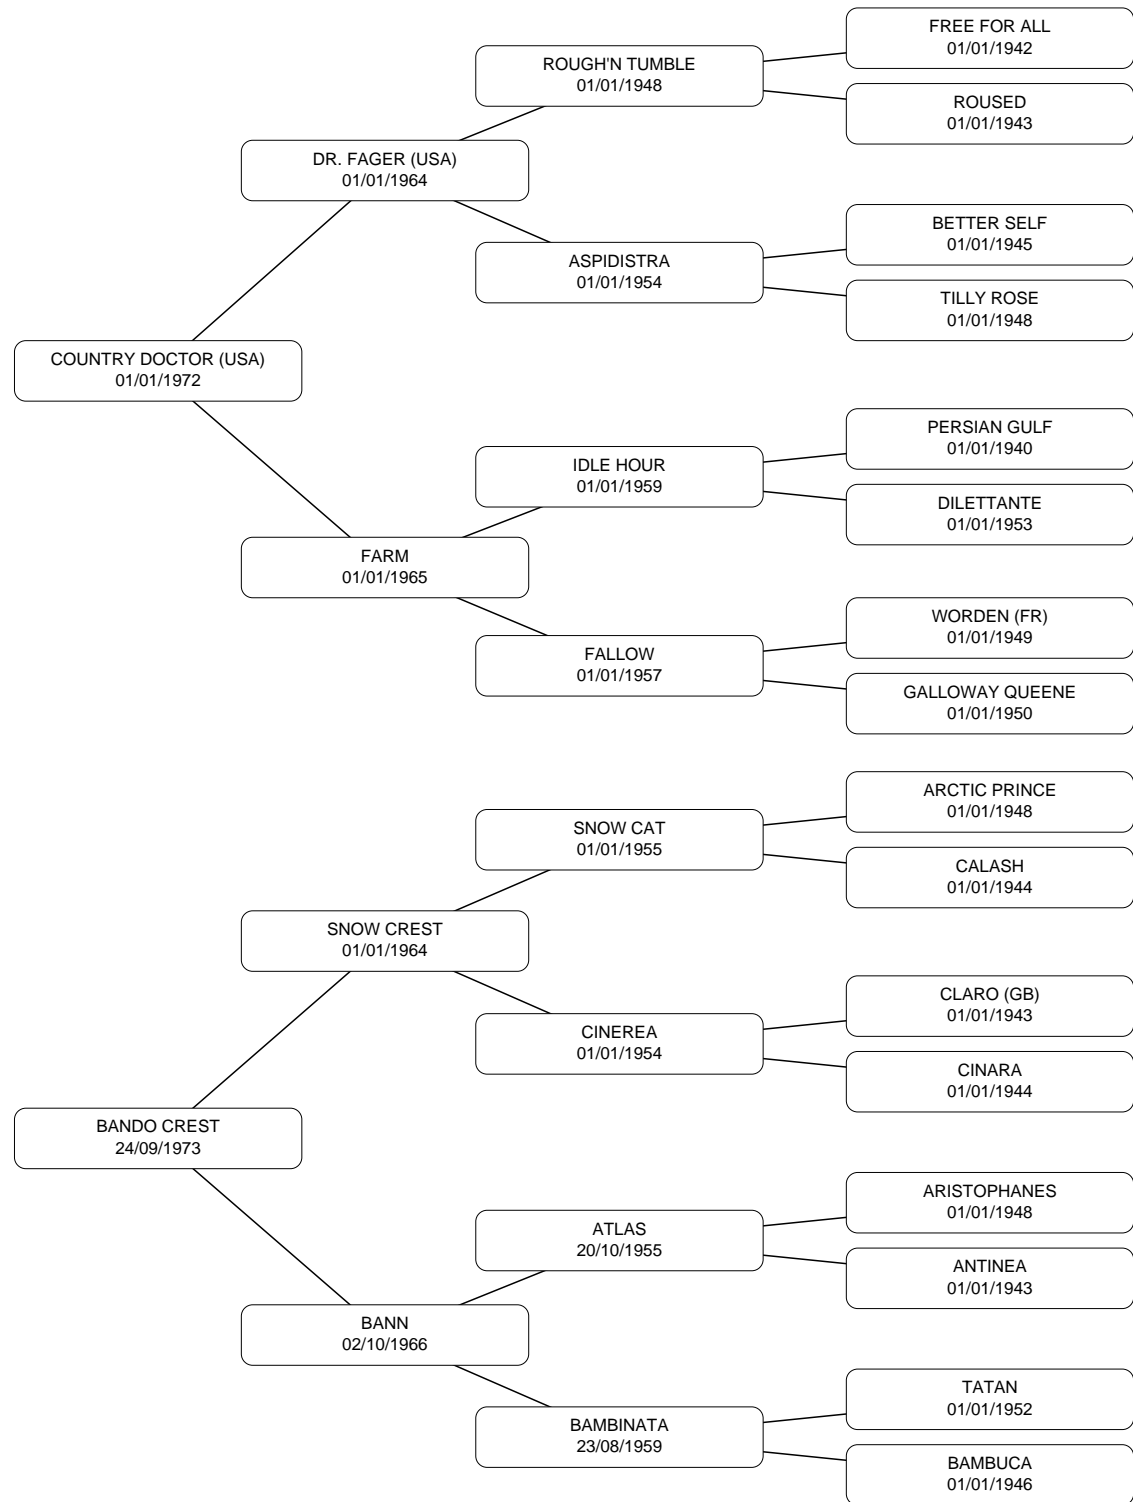 FREE FOR ALL
01/01/1942
ROUGH'N TUMBLE
01/01/1948
ROUSED
01/01/1943
DR. FAGER (USA)
01/01/1964
BETTER SELF
01/01/1945
ASPIDISTRA
01/01/1954
TILLY ROSE
01/01/1948
COUNTRY DOCTOR (USA)
01/01/1972
PERSIAN GULF
01/01/1940
IDLE HOUR
01/01/1959
DILETTANTE
01/01/1953
FARM
01/01/1965
WORDEN (FR)
01/01/1949
FALLOW
01/01/1957
GALLOWAY QUEENE
01/01/1950
ARCTIC PRINCE
01/01/1948
SNOW CAT
01/01/1955
CALASH
01/01/1944
SNOW CREST
01/01/1964
CLARO (GB)
01/01/1943
CINEREA
01/01/1954
CINARA
01/01/1944
BANDO CREST
24/09/1973
ARISTOPHANES
01/01/1948
ATLAS
20/10/1955
ANTINEA
01/01/1943
BANN
02/10/1966
TATAN
01/01/1952
BAMBINATA
23/08/1959
BAMBUCA
01/01/1946